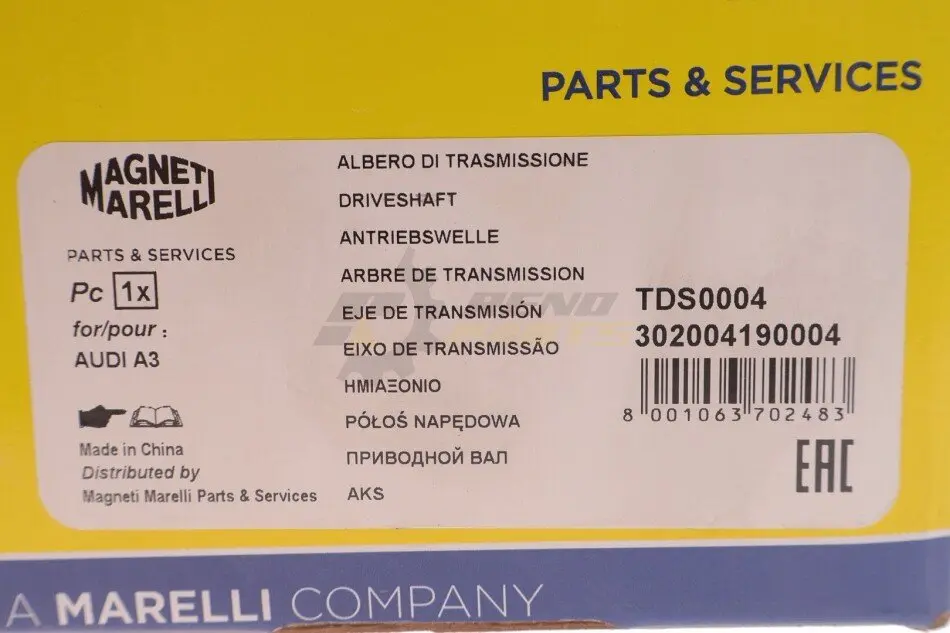 PARTS & SERVICES
MAGNETI
MARELLI
PARTS & SERVICES
Pc 1x
for/pour :
AUDI A3
Made in China
Distributed by
Magneti Marelli Parts & Services
ALBERO DI TRASMISSIONE
DRIVESHAFT
ANTRIEBSWELLE
ARBRE DE TRANSMISSION
EJE DE TRANSMISIÓN
EIXO DE TRANSMISSÃO
ΗΜΙΑΞΟΝΙΟ
PÓŁOŚ NAPĘDOWA
ПРИВОДНОЙ ВАЛ
AKS
TDS0004
302004190004
8 001063 702483
EAC
A MARELLI COMPANY